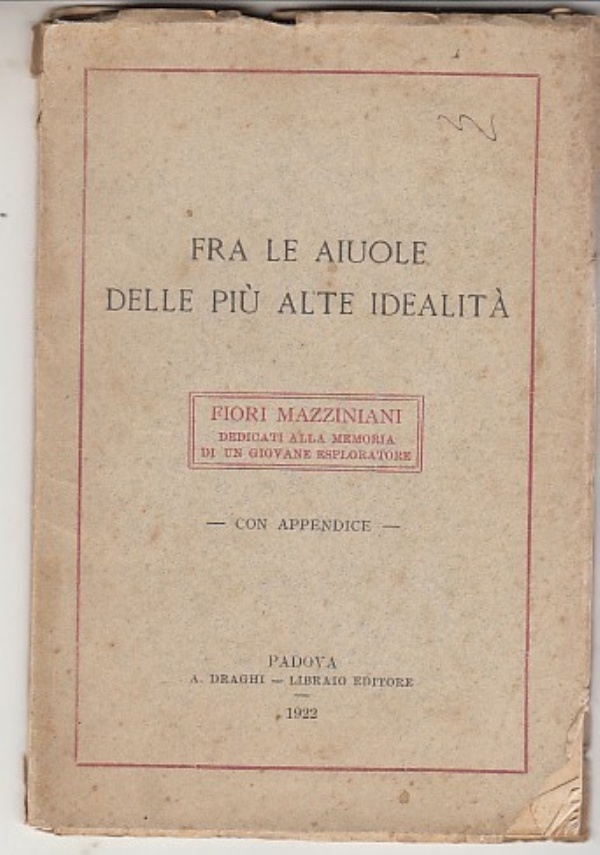 FRA LE AIUOLE
DELLE PIÙ ALTE IDEALITÀ
FIORI MAZZINIANI
DEDICATI ALLA MEMORIA
DI UN GIOVANE ESPLORATORE
— CON APPENDICE —
PADOVA
A. DRAGHI — LIBRAIO EDITORE
1922